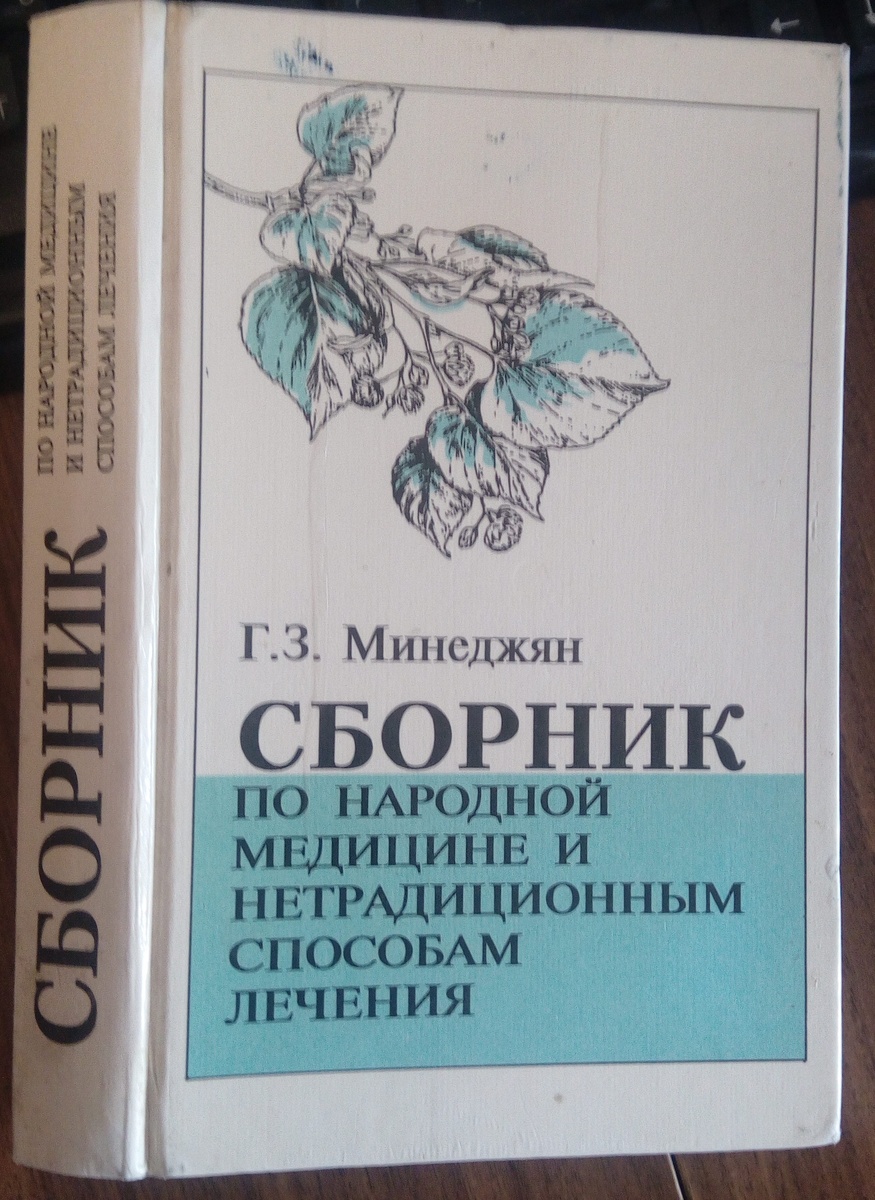 СБОРНИК
ПО НАРОДНОЙ МЕДИЦИНЕ
И НЕТРАДИЦИОННЫМ
СПОСОБАМ ЛЕЧЕНИЯ
Г.З. Минеджян
СБОРНИК
ПО НАРОДНОЙ
МЕДИЦИНЕ И
НЕТРАДИЦИОННЫМ
СПОСОБАМ
ЛЕЧЕНИЯ